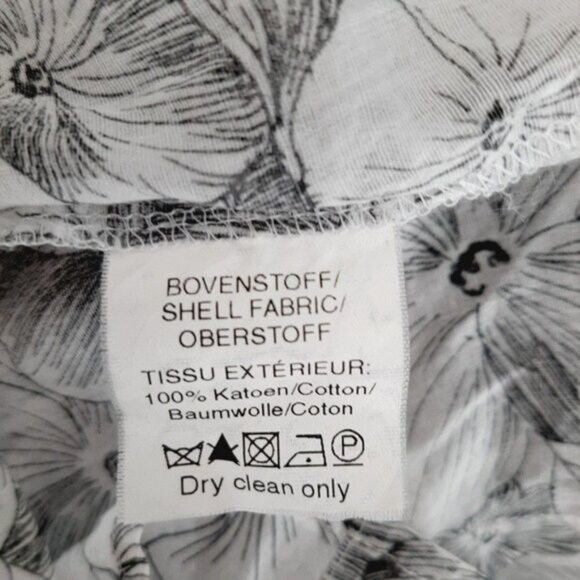 BOVENSTOFF/
SHELL FABRIC/
OBERSTOFF
TISSU EXTÉRIEUR:
100% Katoen/Cotton/
Baumwolle/Coton
P
Dry clean only